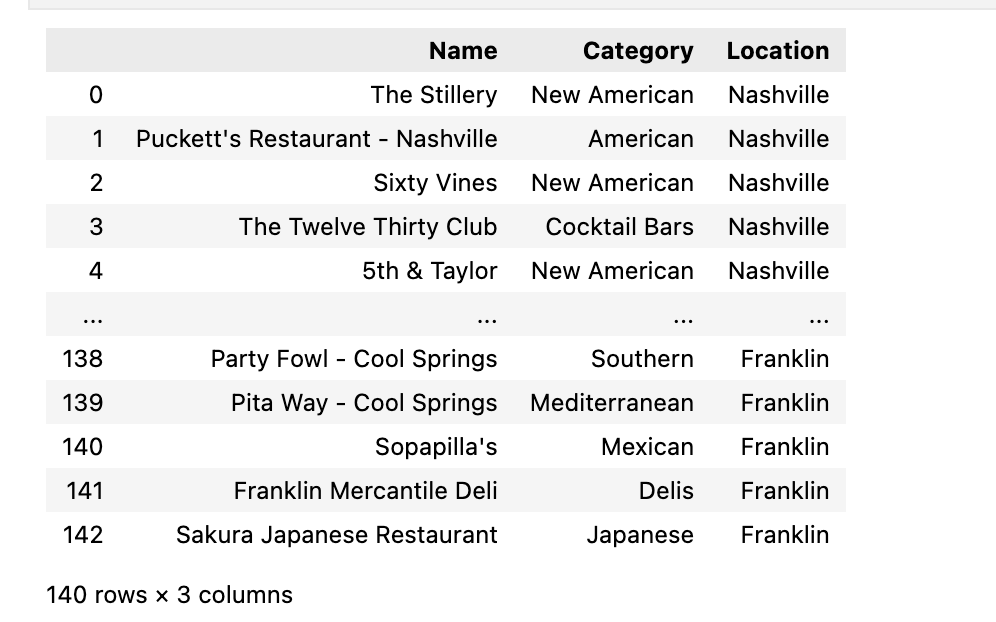 Name Category Location
0 The Stillery New American Nashville
1 Puckett's Restaurant - Nashville American Nashville
2 Sixty Vines New American Nashville
3 The Twelve Thirty Club Cocktail Bars Nashville
4 5th & Taylor New American Nashville
... ... ... ...
138 Party Fowl - Cool Springs Southern Franklin
139 Pita Way - Cool Springs Mediterranean Franklin
140 Sopapilla's Mexican Franklin
141 Franklin Mercantile Deli Delis Franklin
142 Sakura Japanese Restaurant Japanese Franklin
140 rows × 3 columns